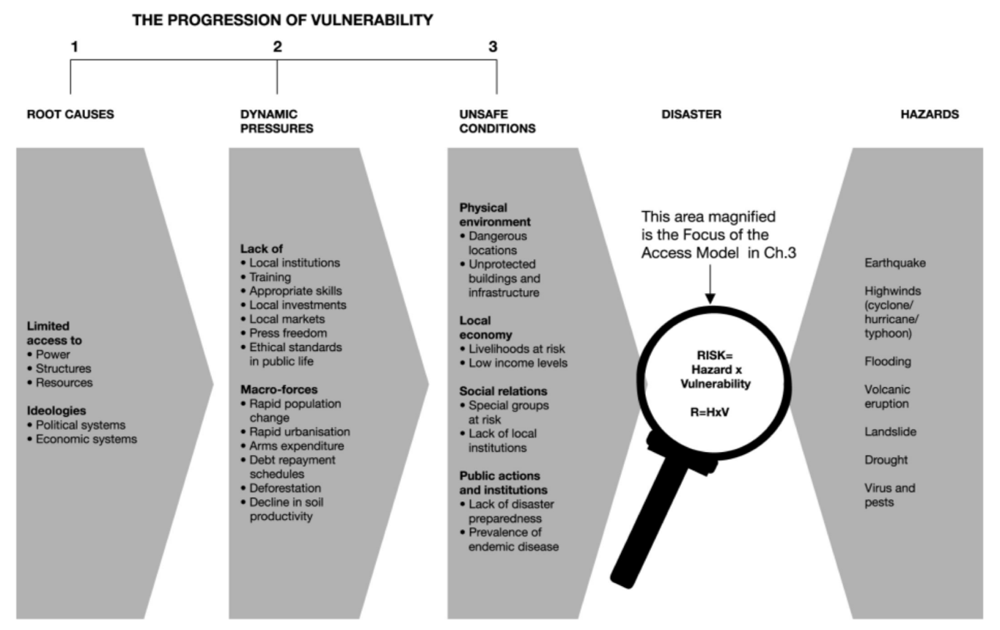 THE PROGRESSION OF VULNERABILITY
1
2
3
ROOT CAUSES
DYNAMIC
PRESSURES
UNSAFE
CONDITIONS
DISASTER
HAZARDS
Limited
access to
• Power
• Structures
• Resources
Ideologies
• Political systems
• Economic systems
Lack of
• Local institutions
• Training
• Appropriate skills
• Local investments
• Local markets
• Press freedom
• Ethical standards
in public life
Macro-forces
• Rapid population
change
• Rapid urbanisation
• Arms expenditure
• Debt repayment
schedules
• Deforestation
• Decline in soil
productivity
Physical
environment
• Dangerous
locations
• Unprotected
buildings and
infrastructure
Local
economy
• Livelihoods at risk
• Low income levels
Social relations
• Special groups
at risk
• Lack of local
institutions
Public actions
and institutions
• Lack of disaster
preparedness
• Prevalence of
endemic disease
This area magnified
is the Focus of the
Access Model in Ch.3
RISK=
Hazard x
Vulnerability
R=HxV
Earthquake
Highwinds
(cyclone/
hurricane/
typhoon)
Flooding
Volcanic
eruption
Landslide
Drought
Virus and
pests